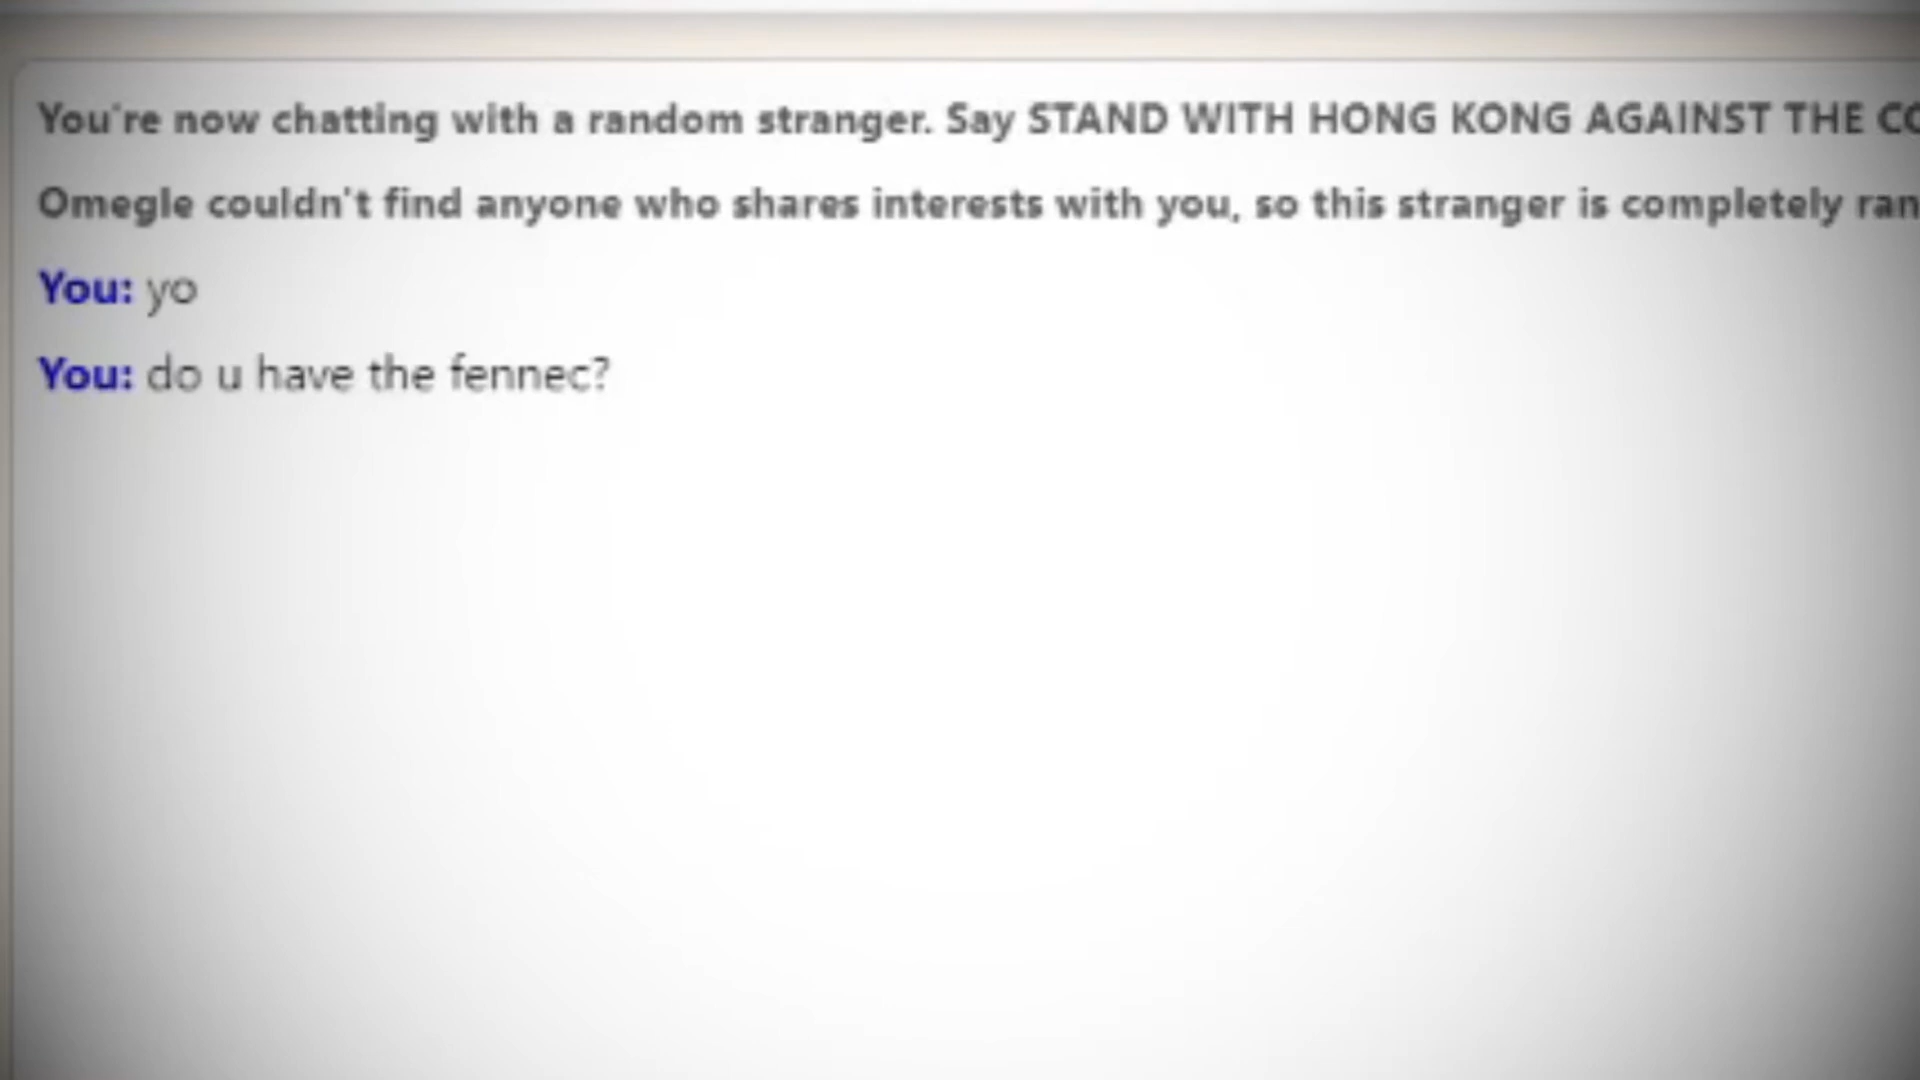 You're now chatting with a random stranger. Say STAND WITH HONG KONG AGAINST THE
Omegle couldn't find anyone who shares interests with you, so this stranger is completely
You: yo
You: do u have the fennec?